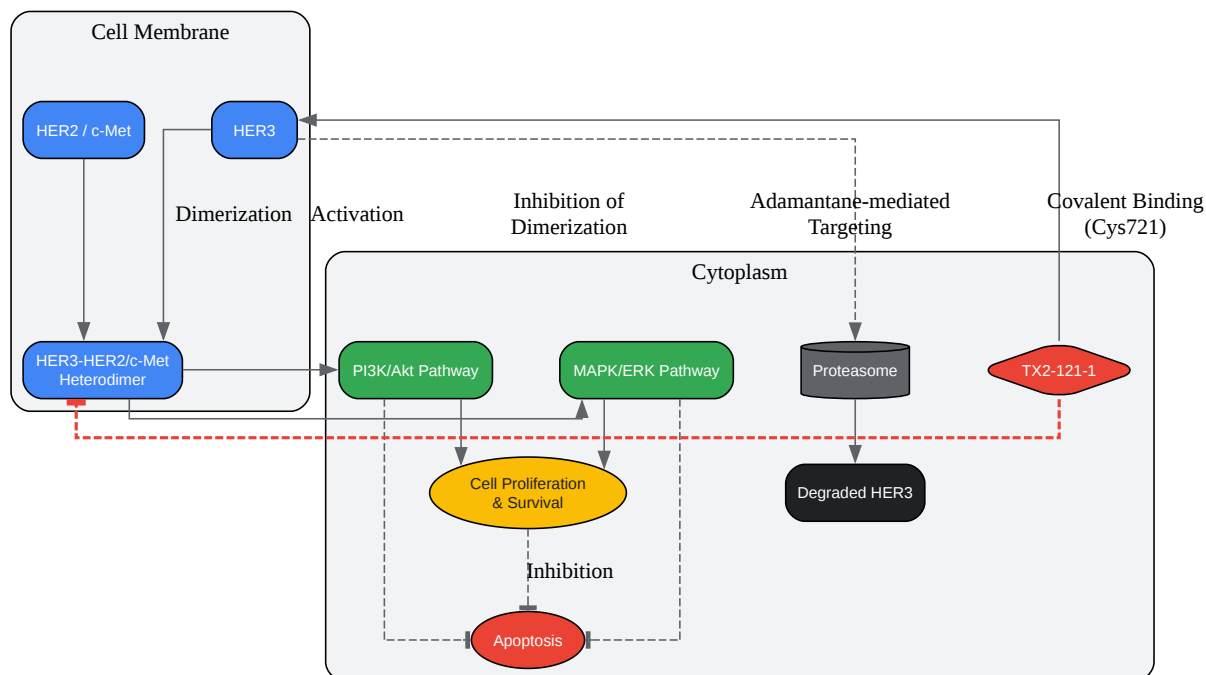 Cell Membrane
HER2 / c-Met
HER3
Dimerization
Activation
Inhibition of
Dimerization
Adamantane-mediated
Targeting
Covalent Binding
(Cys721)
Cytoplasm
HER3-HER2/c-Met
Heterodimer
PI3K/Akt Pathway
MAPK/ERK Pathway
Proteasome
TX2-121-1
Cell Proliferation
& Survival
Degraded HER3
Inhibition
Apoptosis